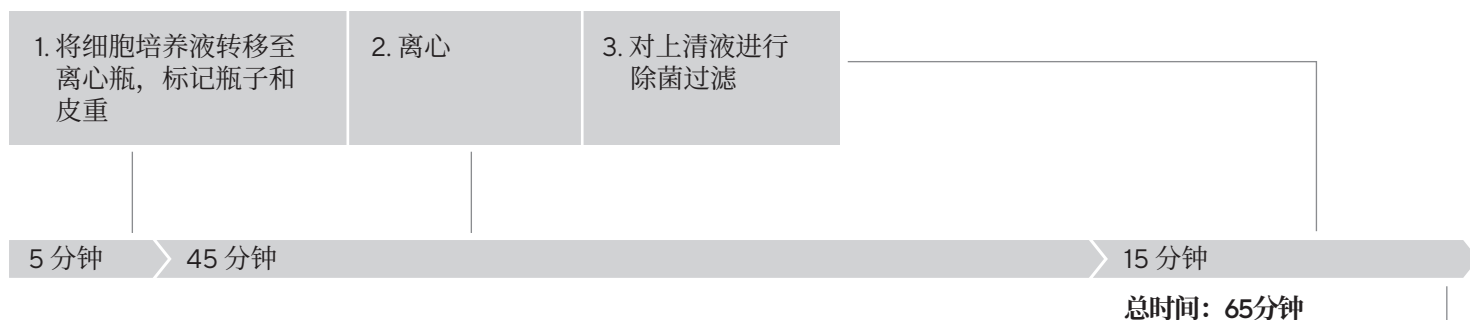 1. 将细胞培养液转移至
离心瓶，标记瓶子和
皮重
2. 离心
3. 对上清液进行
除菌过滤
5 分钟
45 分钟
15 分钟
总时间：65分钟